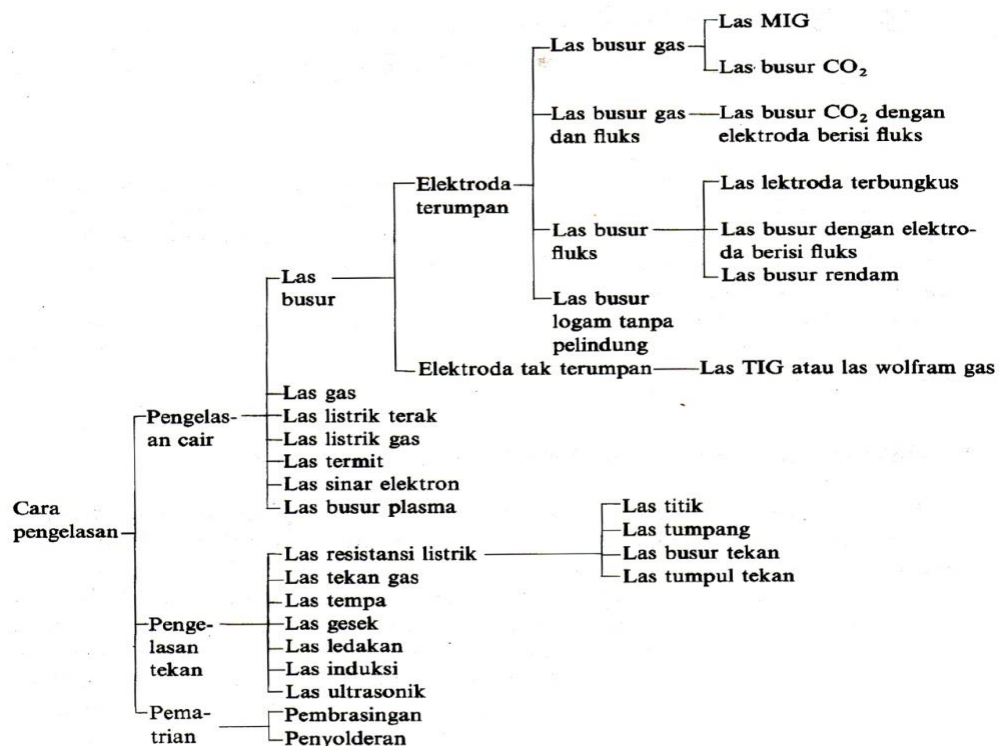 Las MIG
Las busur gas
Las busur CO₂
Las busur gas
dan fluks
Las busur CO₂ dengan
elektroda berisi fluks
Elektroda
terumpan
Las lektroda terbungkus
Las busur
fluks
Las busur dengan elektro-
da berisi fluks
Las busur rendam
Las
busur
Las busur
logam tanpa
pelindung
Elektroda tak terumpan
Las TIG atau las wolfram gas
Pengelas-
an cair
Las gas
Las listrik terak
Las listrik gas
Las termit
Las sinar elektron
Las busur plasma
Cara
pengelasan
Las resistansi listrik
Las titik
Las tumpang
Las busur tekan
Las tumpul tekan
Las tekan gas
Las tempa
Penge-
lasan
tekan
Las gesek
Las ledakan
Las induksi
Las ultrasonik
Pema-
trian
Pembrasingan
Penyolderan